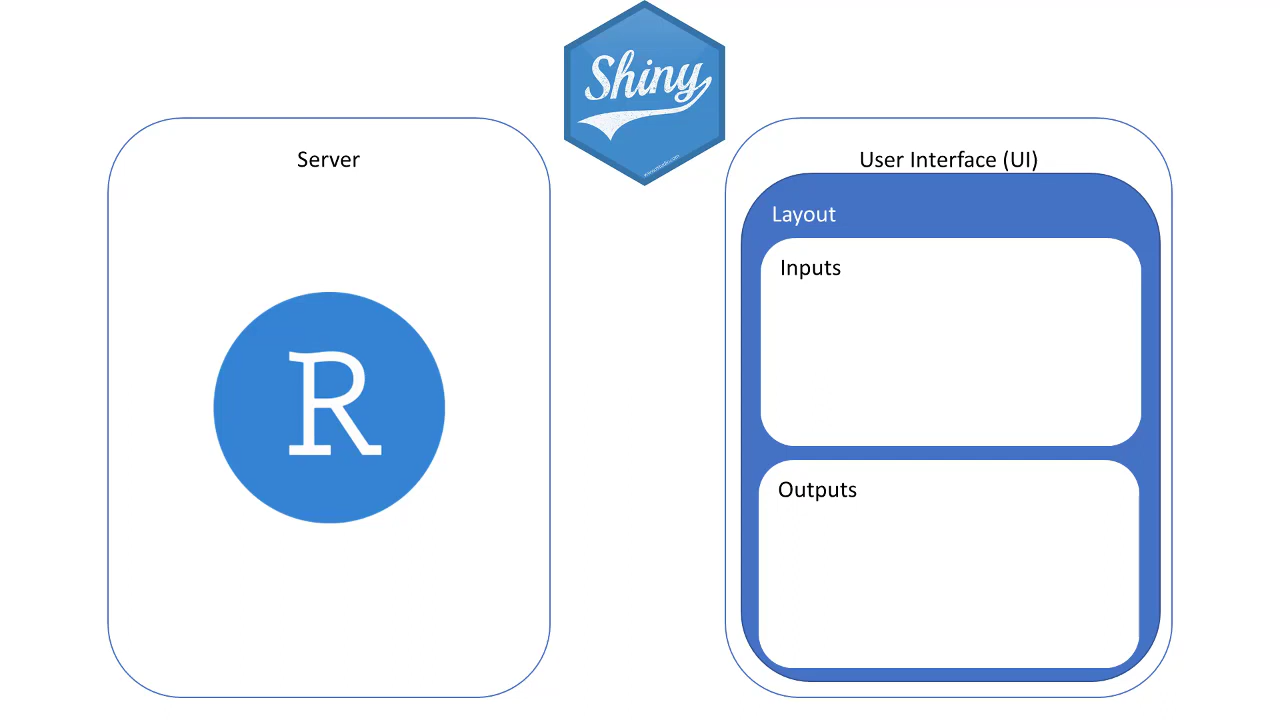 Shiny
Server
R
User Interface (UI)
Layout
Inputs
Outputs